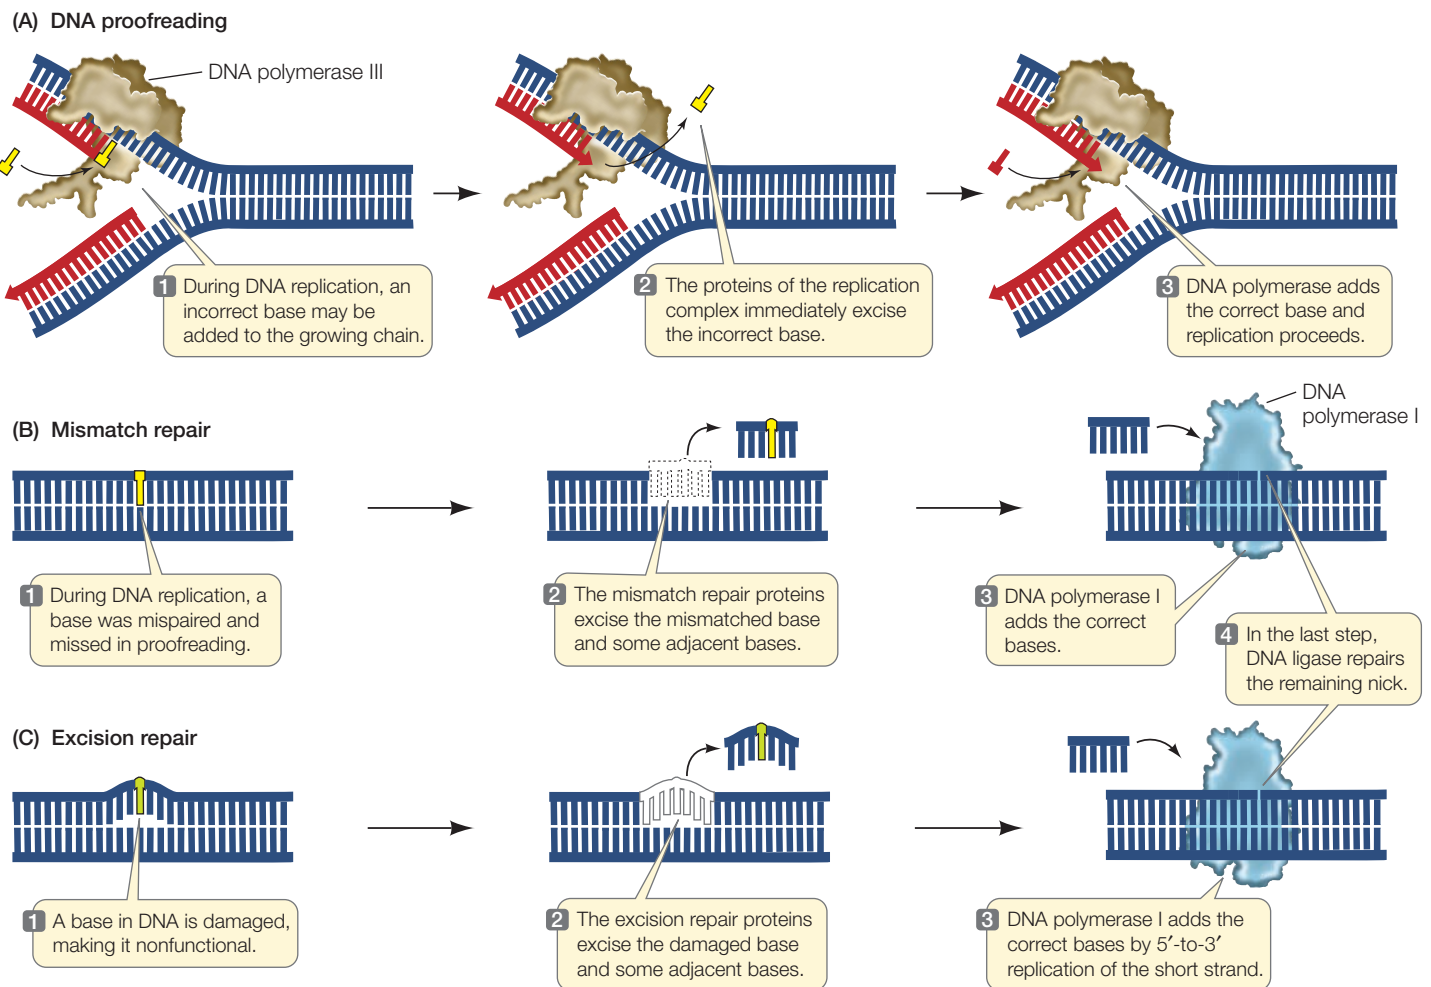 (A) DNA proofreading
DNA polymerase III
1 During DNA replication, an
incorrect base may be
added to the growing chain.
2 The proteins of the replication
complex immediately excise
the incorrect base.
3 DNA polymerase adds
the correct base and
replication proceeds.
(B) Mismatch repair
DNA
polymerase I
1 During DNA replication, a
base was mispaired and
missed in proofreading.
2 The mismatch repair proteins
excise the mismatched base
and some adjacent bases.
3 DNA polymerase I
adds the correct
bases.
4 In the last step,
DNA ligase repairs
the remaining nick.
(C) Excision repair
1 A base in DNA is damaged,
making it nonfunctional.
2 The excision repair proteins
excise the damaged base
and some adjacent bases.
3 DNA polymerase I adds the
correct bases by 5′-to-3′
replication of the short strand.